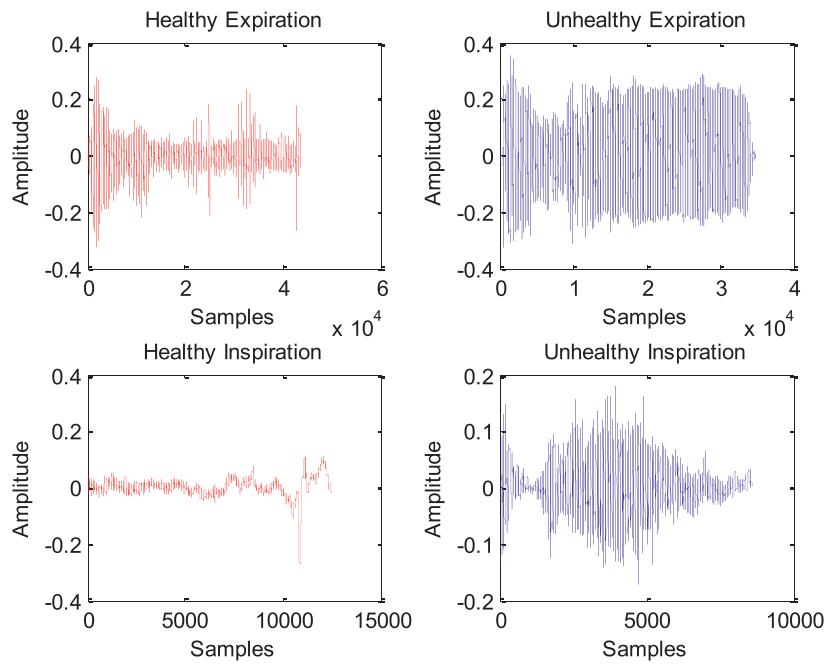 Healthy Expiration
Amplitude
0.4
0.2
0
-0.2
-0.4
0 2 4 6
Samples
x 10^4
Unhealthy Expiration
Amplitude
0.4
0.2
0
-0.2
-0.4
0 1 2 3 4
Samples
x 10^4
Healthy Inspiration
Amplitude
0.4
0.2
0
-0.2
-0.4
0 5000 10000 15000
Samples
Unhealthy Inspiration
Amplitude
0.2
0.1
0
-0.1
-0.2
0 5000 10000
Samples